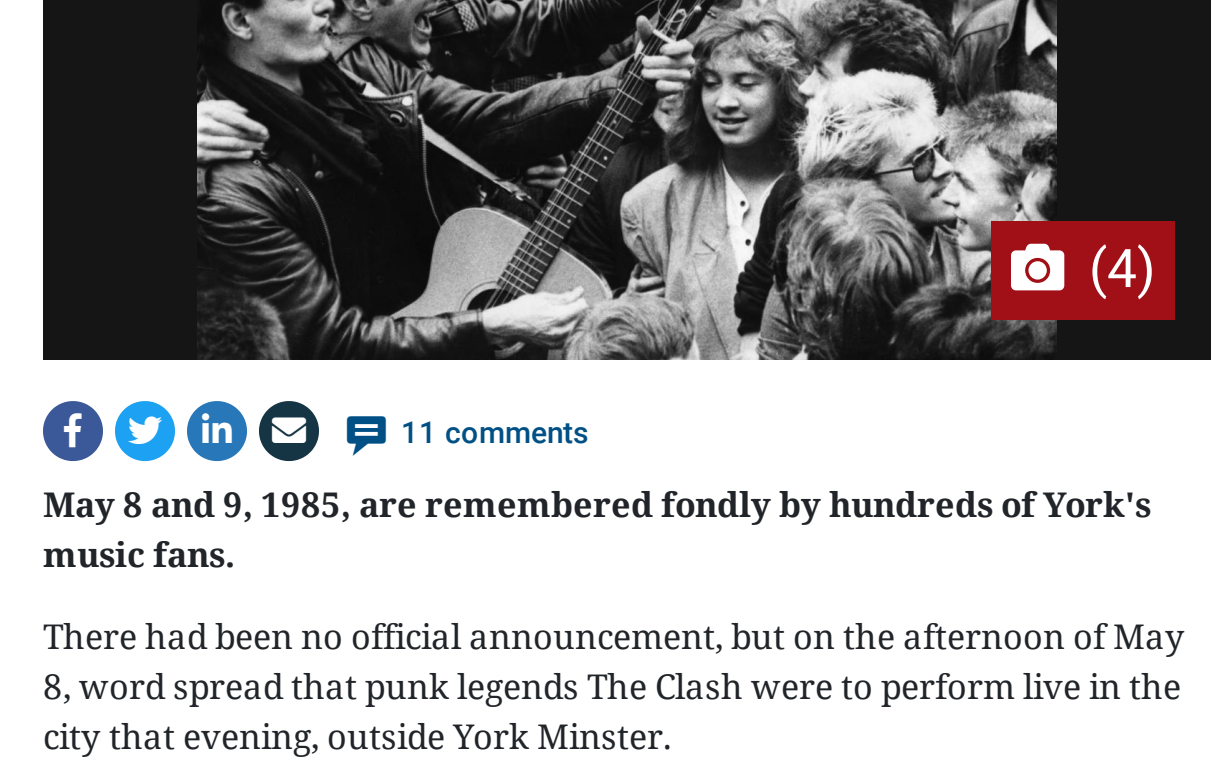 (4)
11 comments
May 8 and 9, 1985, are remembered fondly by hundreds of York's
music fans.
There had been no official announcement, but on the afternoon of May
8, word spread that punk legends The Clash were to perform live in the
city that evening, outside York Minster.